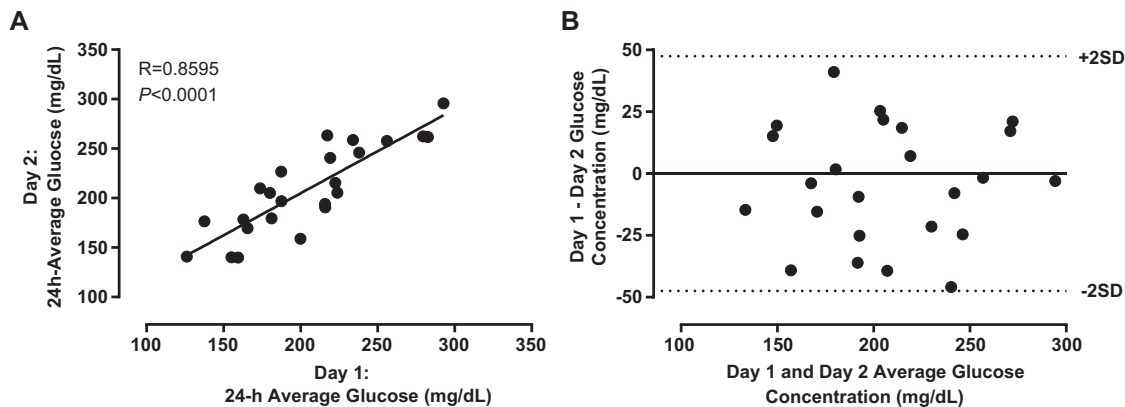 A
Day 2:
24h-Average Gluocse (mg/dL)
350
300
250
200
150
100
R=0.8595
P<0.0001
100 150 200 250 300 350
Day 1:
24-h Average Glucose (mg/dL)
B
Day 1 - Day 2 Glucose
Concentration (mg/dL)
50
25
0
-25
-50
+2SD
-2SD
100 150 200 250 300
Day 1 and Day 2 Average Glucose
Concentration (mg/dL)